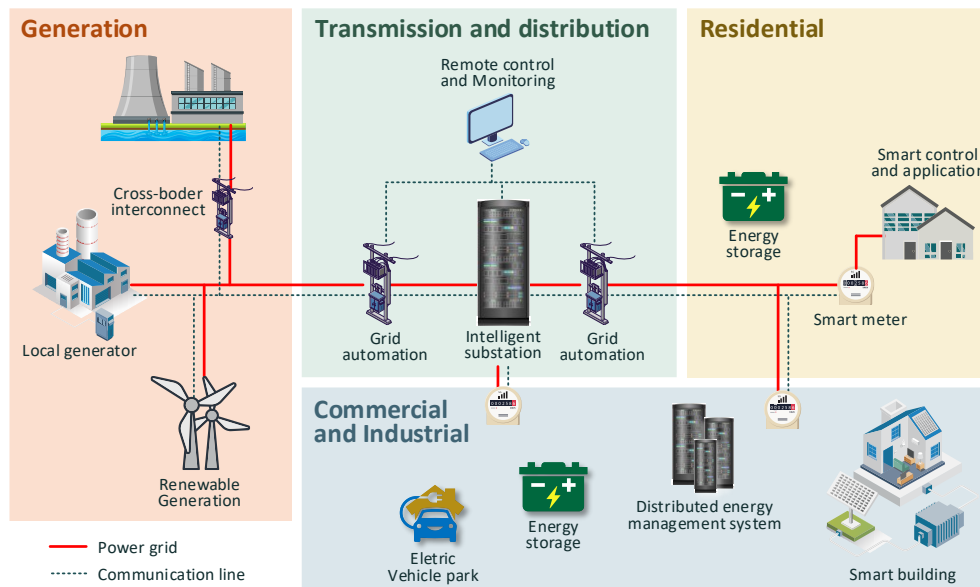 Generation
Transmission and distribution
Residential
Remote control
and Monitoring
Smart control
and application
Cross-boder
interconnect
Energy
storage
Local generator
Grid
automation
Intelligent
substation
Grid
automation
Smart meter
Renewable
Generation
Commercial
and Industrial
Eletric
Vehicle park
Energy
storage
Distributed energy
management system
Smart building
Power grid
Communication line